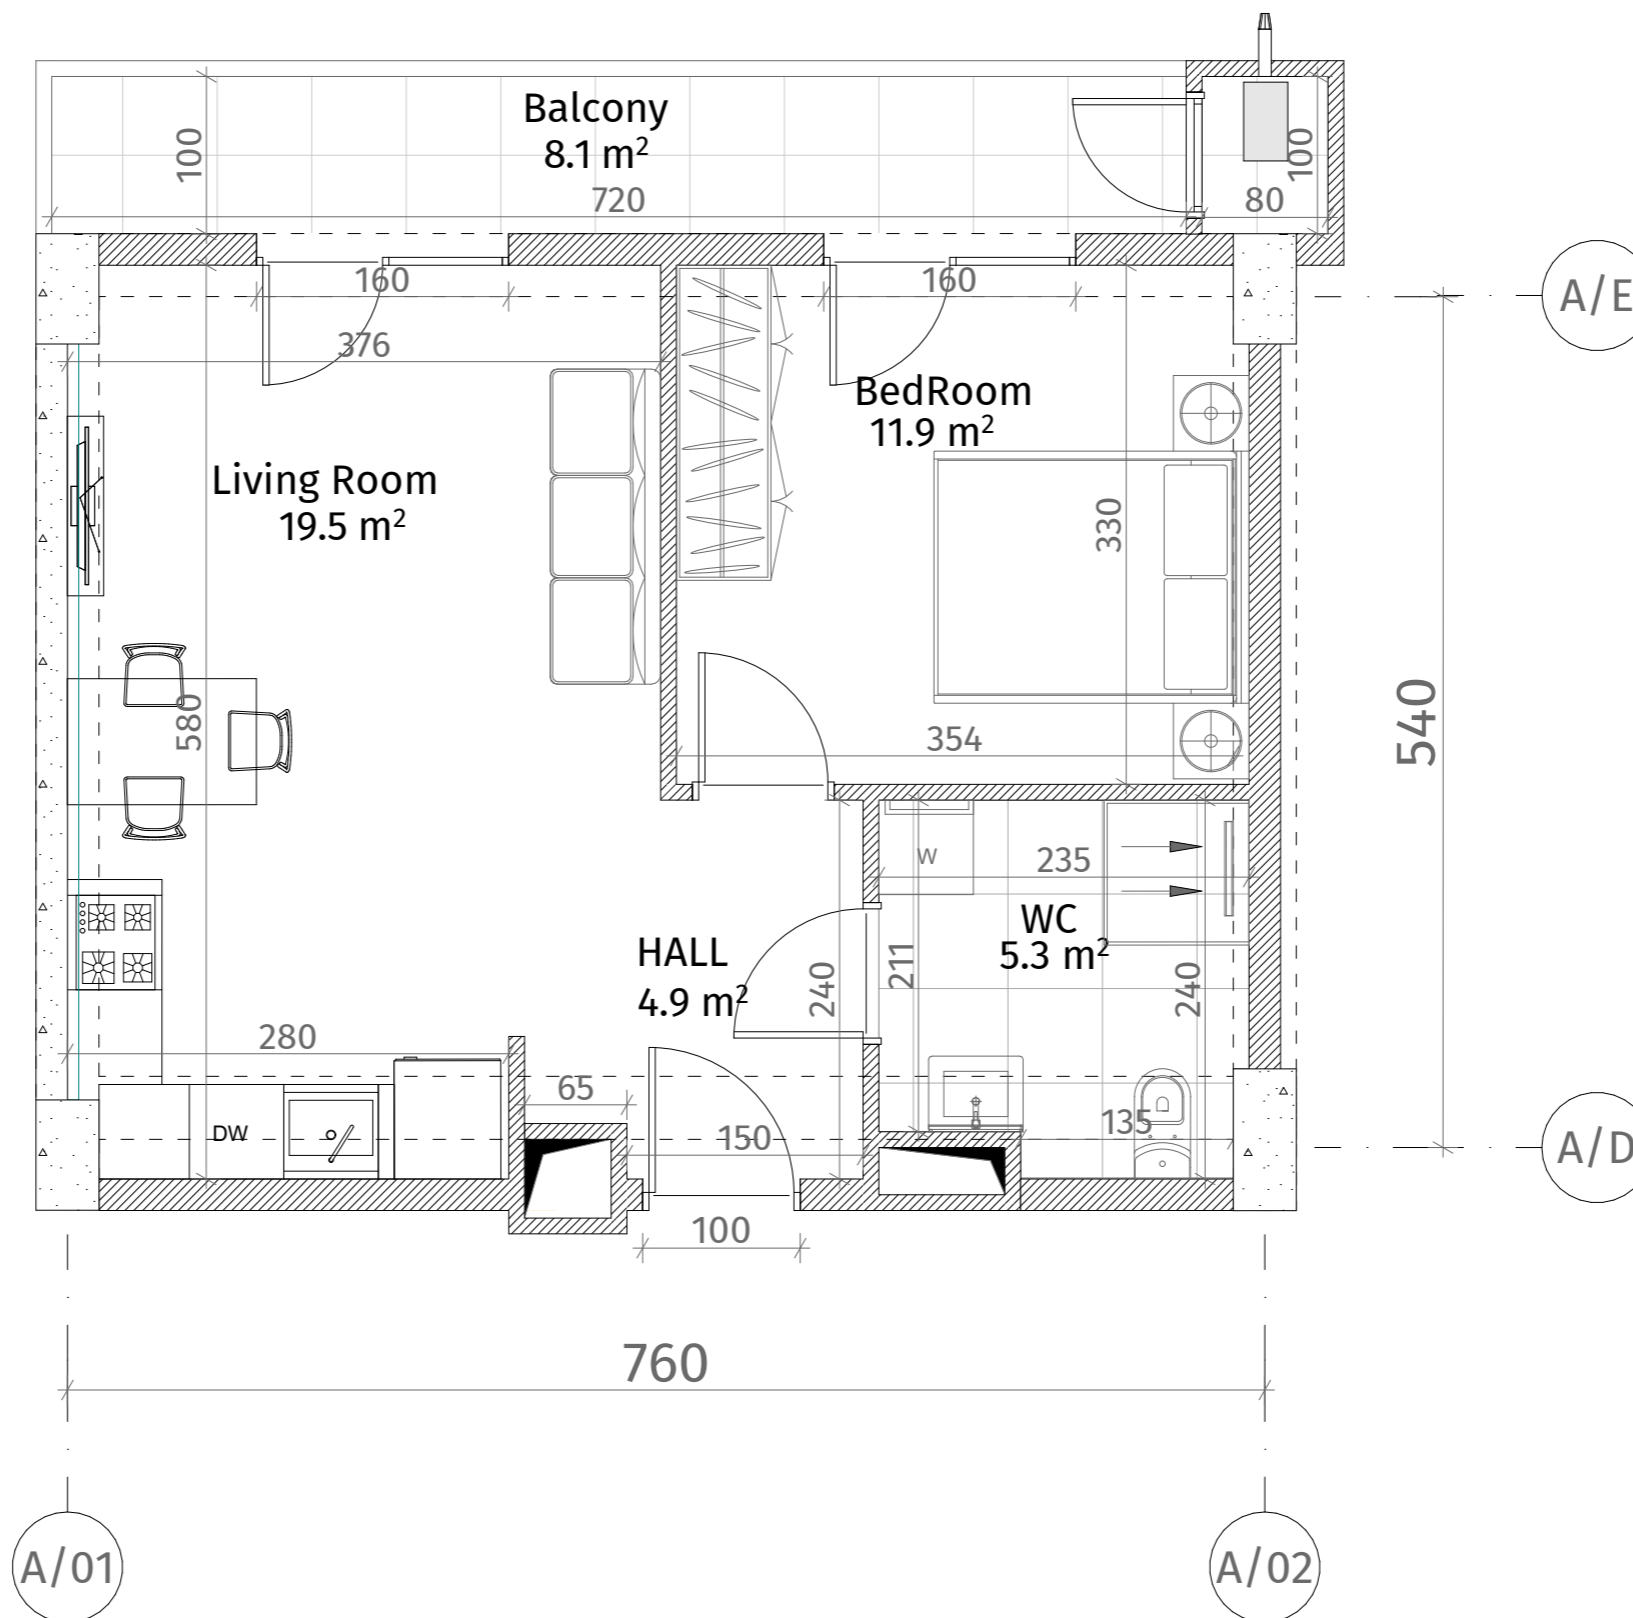 Balcony
8.1 m²
100
100
720
80
160
160
A/E
376
BedRoom
11.9 m²
Living Room
19.5 m²
330
580
354
540
W
235
WC
5.3 m²
HALL
4.9 m²
240
211
240
280
65
DW
150
135
A/D
100
760
A/01
A/02